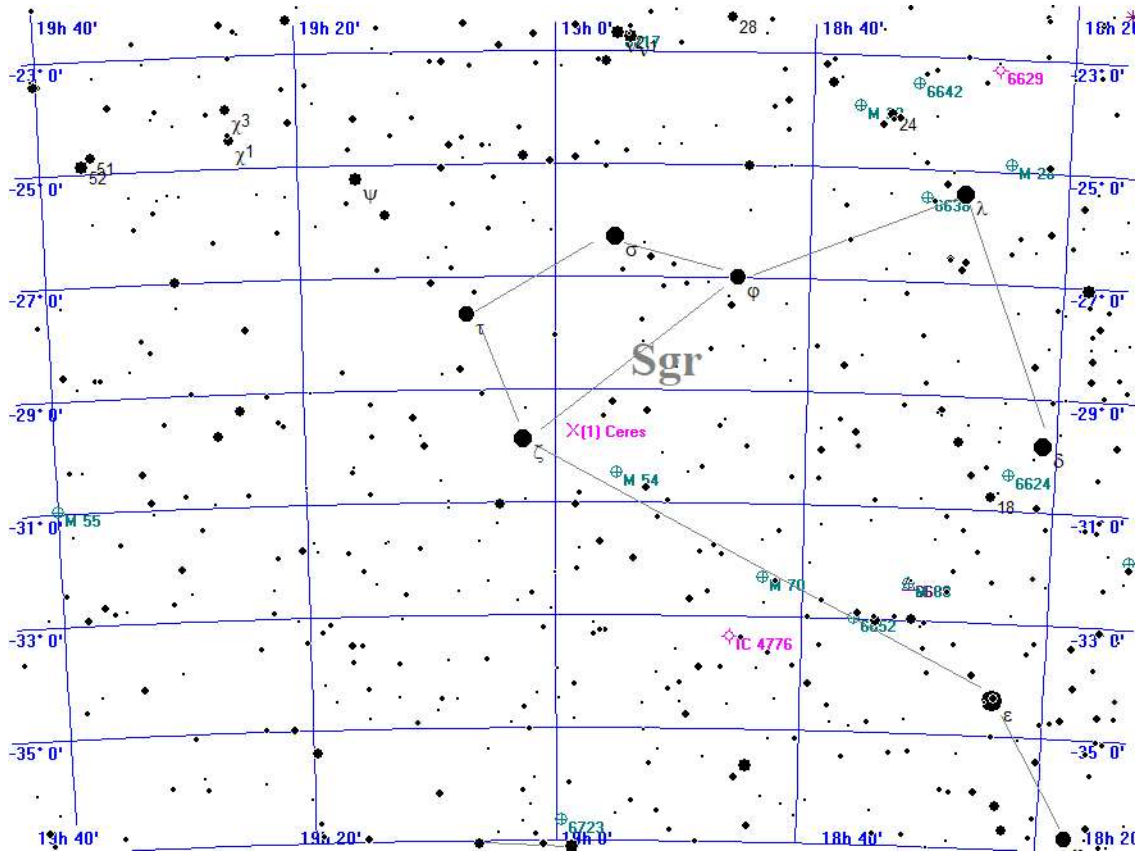 19h 40'
19h 20'
19h 0'
18h 40'
18h 20'
28
-23° 0'
-23° 0'
6629
6642
χ3
24
χ1
51
52
-25° 0'
M 28
-25° 0'
ψ
6638
λ
σ
-27° 0'
φ
-27° 0'
τ
Sgr
-29° 0'
-29° 0'
(1) Ceres
ζ
δ
M 54
6624
18
M 55
-31° 0'
-31° 0'
M 70
6652
-33° 0'
-33° 0'
IC 4776
ε
-35° 0'
-35° 0'
6723
19h 40'
19h 20'
19h 0'
18h 40'
18h 20'